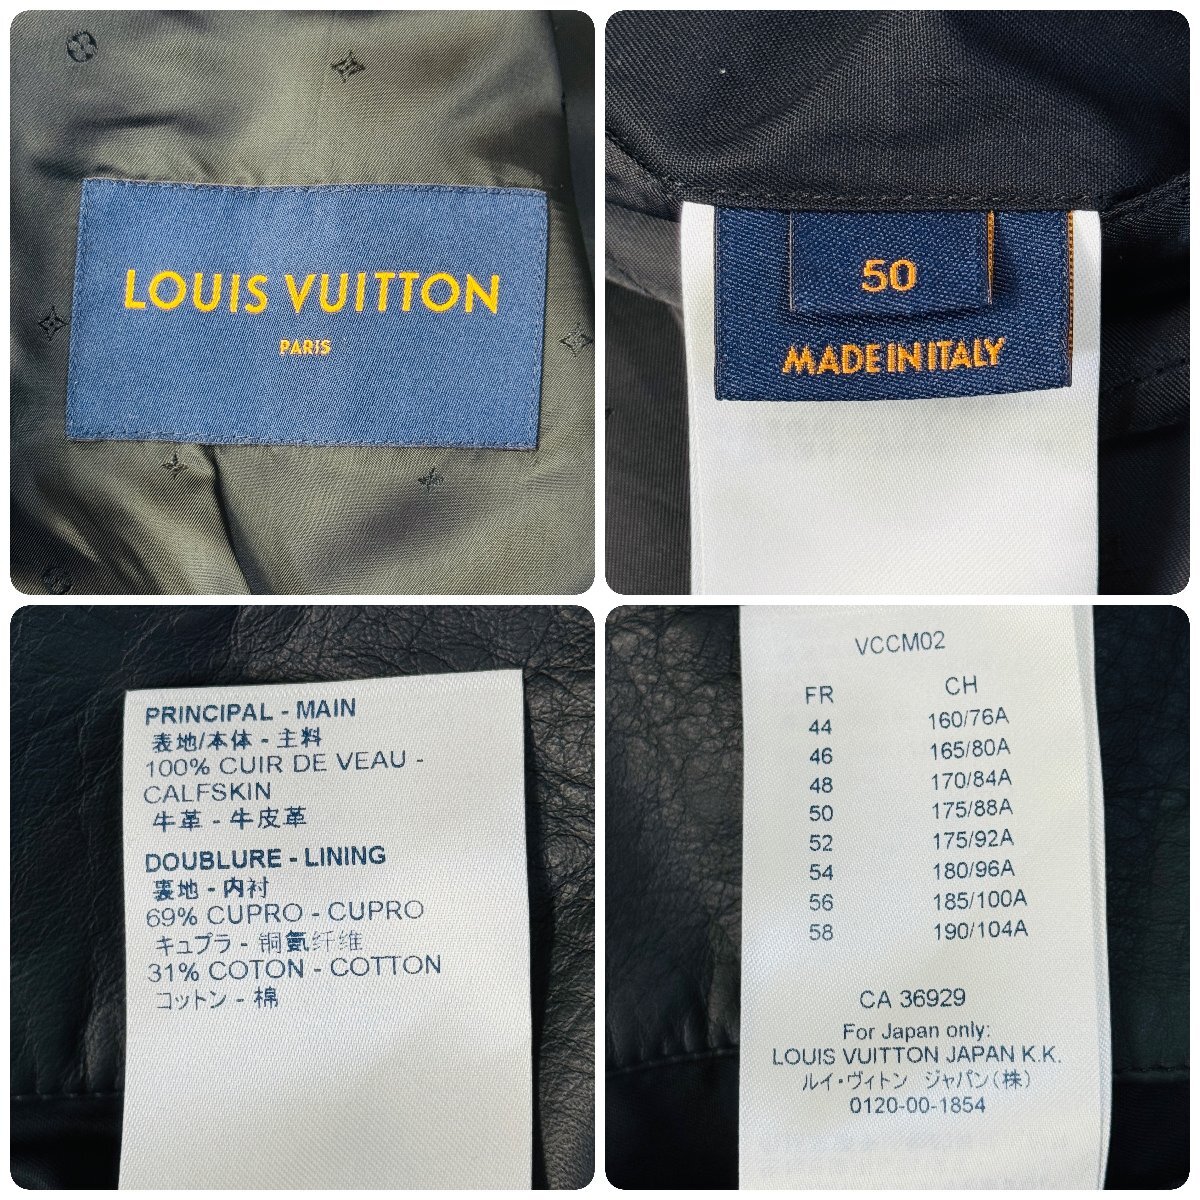 LOUIS VUITTON
PARIS
50
MADE IN ITALY
PRINCIPAL - MAIN
表地/本体 - 主料
100% CUIR DE VEAU -
CALFSKIN
牛革 - 牛皮革
DOUBLURE - LINING
裏地 - 内衬
69% CUPRO - CUPRO
キュプラ - 铜氨纤维
31% COTON - COTTON
コットン - 棉
VCCM02
FR CH
44 160/76A
46 165/80A
48 170/84A
50 175/88A
52 175/92A
54 180/96A
56 185/100A
58 190/104A
CA 36929
For Japan only:
LOUIS VUITTON JAPAN K.K.
ルイ・ヴィトン ジャパン(株)
0120-00-1854